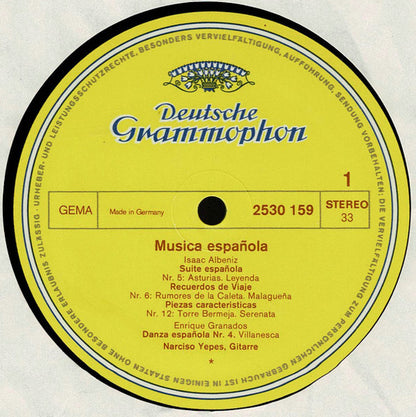 URHEBER- UND LEISTUNGSSCHUTZRECHTE, BESONDERS VERVIELFÄLTIGUNG, AUFFÜHRUNG, SENDUNG VORBEHALTEN; DIE VERVIELFÄLTIGUNG ZUM PERSÖNLICHEN GEBRAUCH IST IN EINIGEN STAATEN OHNE BESONDERE ERLAUBNIS ZULÄSSIG -
Deutsche
Grammophon
1
GEMA
Made in Germany
2530 159
STEREO
33
Musica española
Isaac Albeniz
Suite española
Nr. 5: Asturias. Leyenda
Recuerdos de Viaje
Nr. 6: Rumores de la Caleta. Malagueña
Piezas caracteristicas
Nr. 12: Torre Bermeja. Serenata
Enrique Granados
Danza española Nr. 4. Villanesca
Narciso Yepes, Gitarre
*